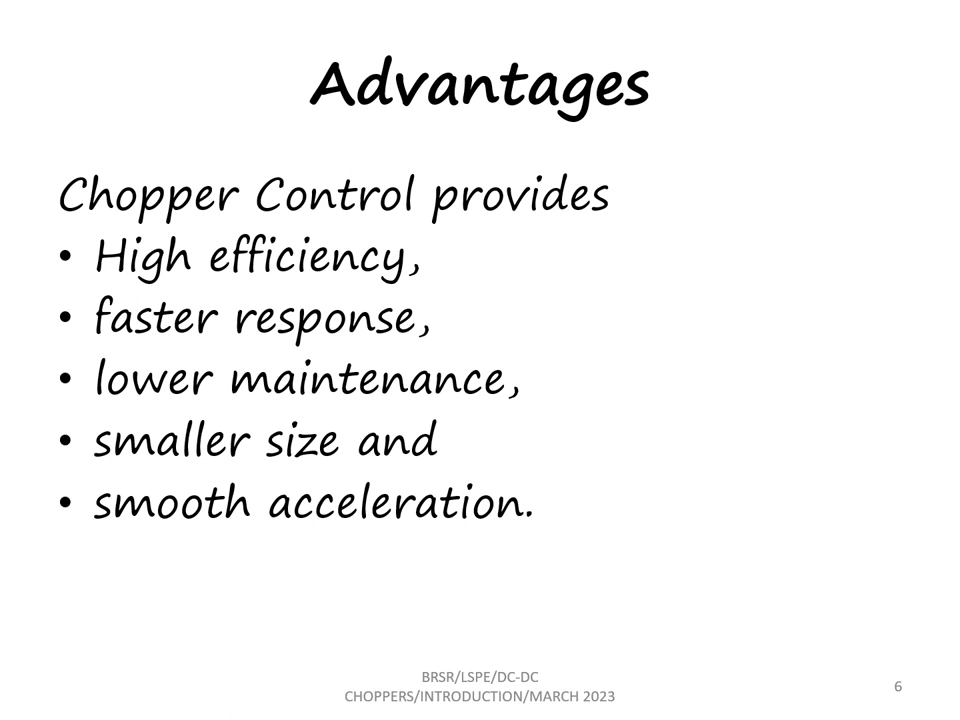 Advantages
Chopper Control provides
• High efficiency,
• faster response,
• lower maintenance,
• smaller size and
• smooth acceleration.
BRSR/LSPE/DC-DC
CHOPPERS/INTRODUCTION/MARCH 2023
6